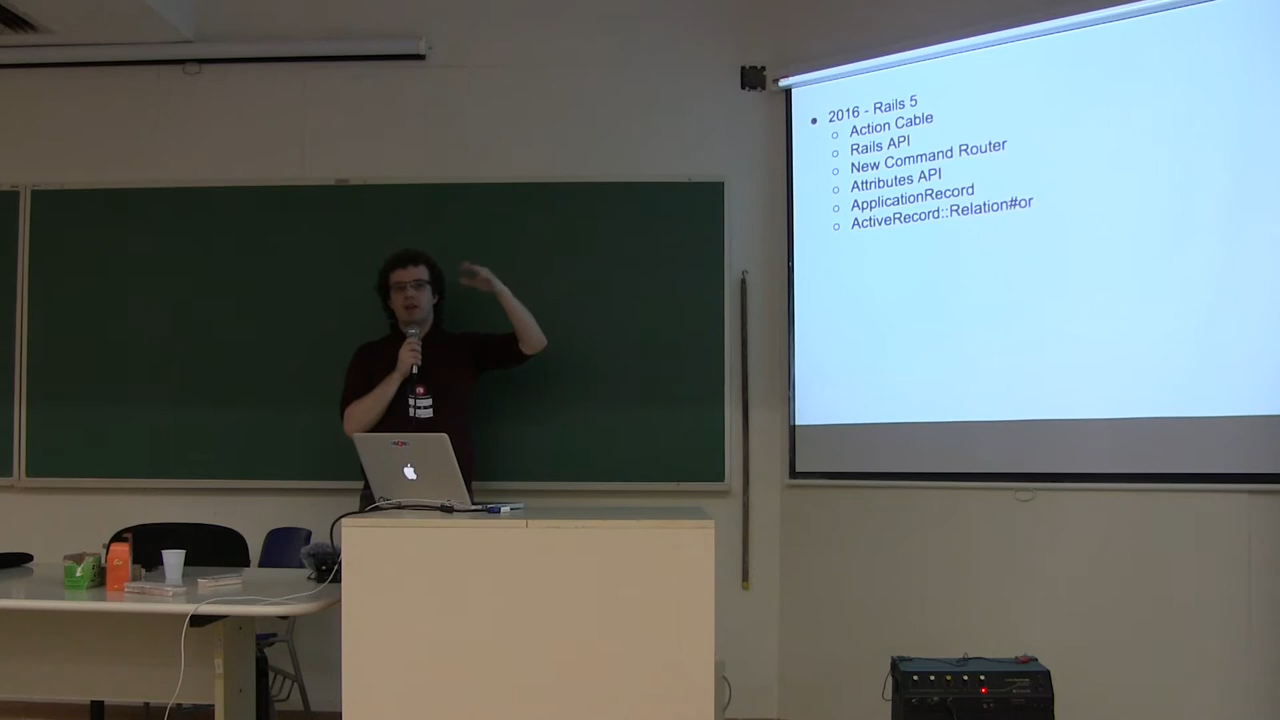 2016 - Rails 5
Action Cable
Rails API
New Command Router
Attributes API
ApplicationRecord
ActiveRecord::Relation#or